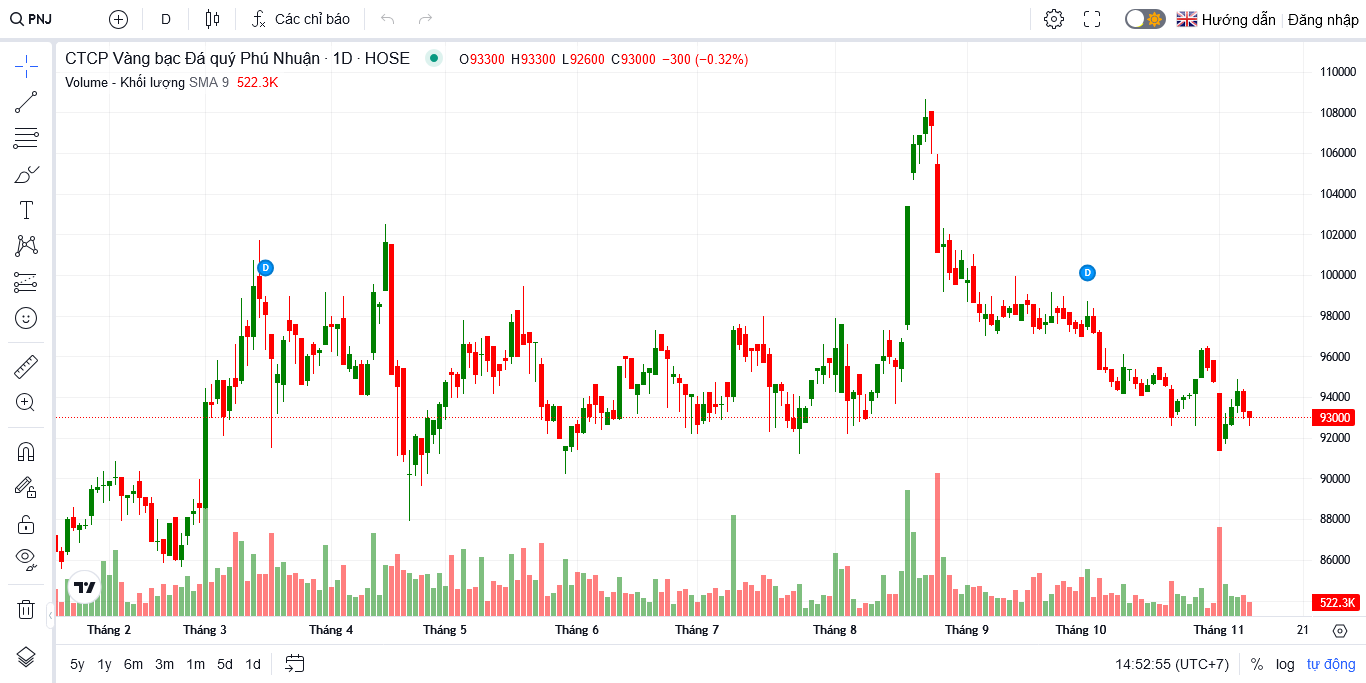 PNJ D Các chỉ báo Hướng dẫn Đăng nhập
CTCP Vàng bạc Đá quý Phú Nhuận · 1D · HOSE O93300 H93300 L92600 C93000 −300 (−0.32%)
Volume - Khối lượng SMA 9 522.3K
110000
108000
106000
104000
102000
D
D
100000
98000
96000
94000
93000
92000
90000
88000
86000
522.3K
Tháng 2 Tháng 3 Tháng 4 Tháng 5 Tháng 6 Tháng 7 Tháng 8 Tháng 9 Tháng 10 Tháng 11 21
5y 1y 6m 3m 1m 5d 1d 14:52:55 (UTC+7) % log tự động